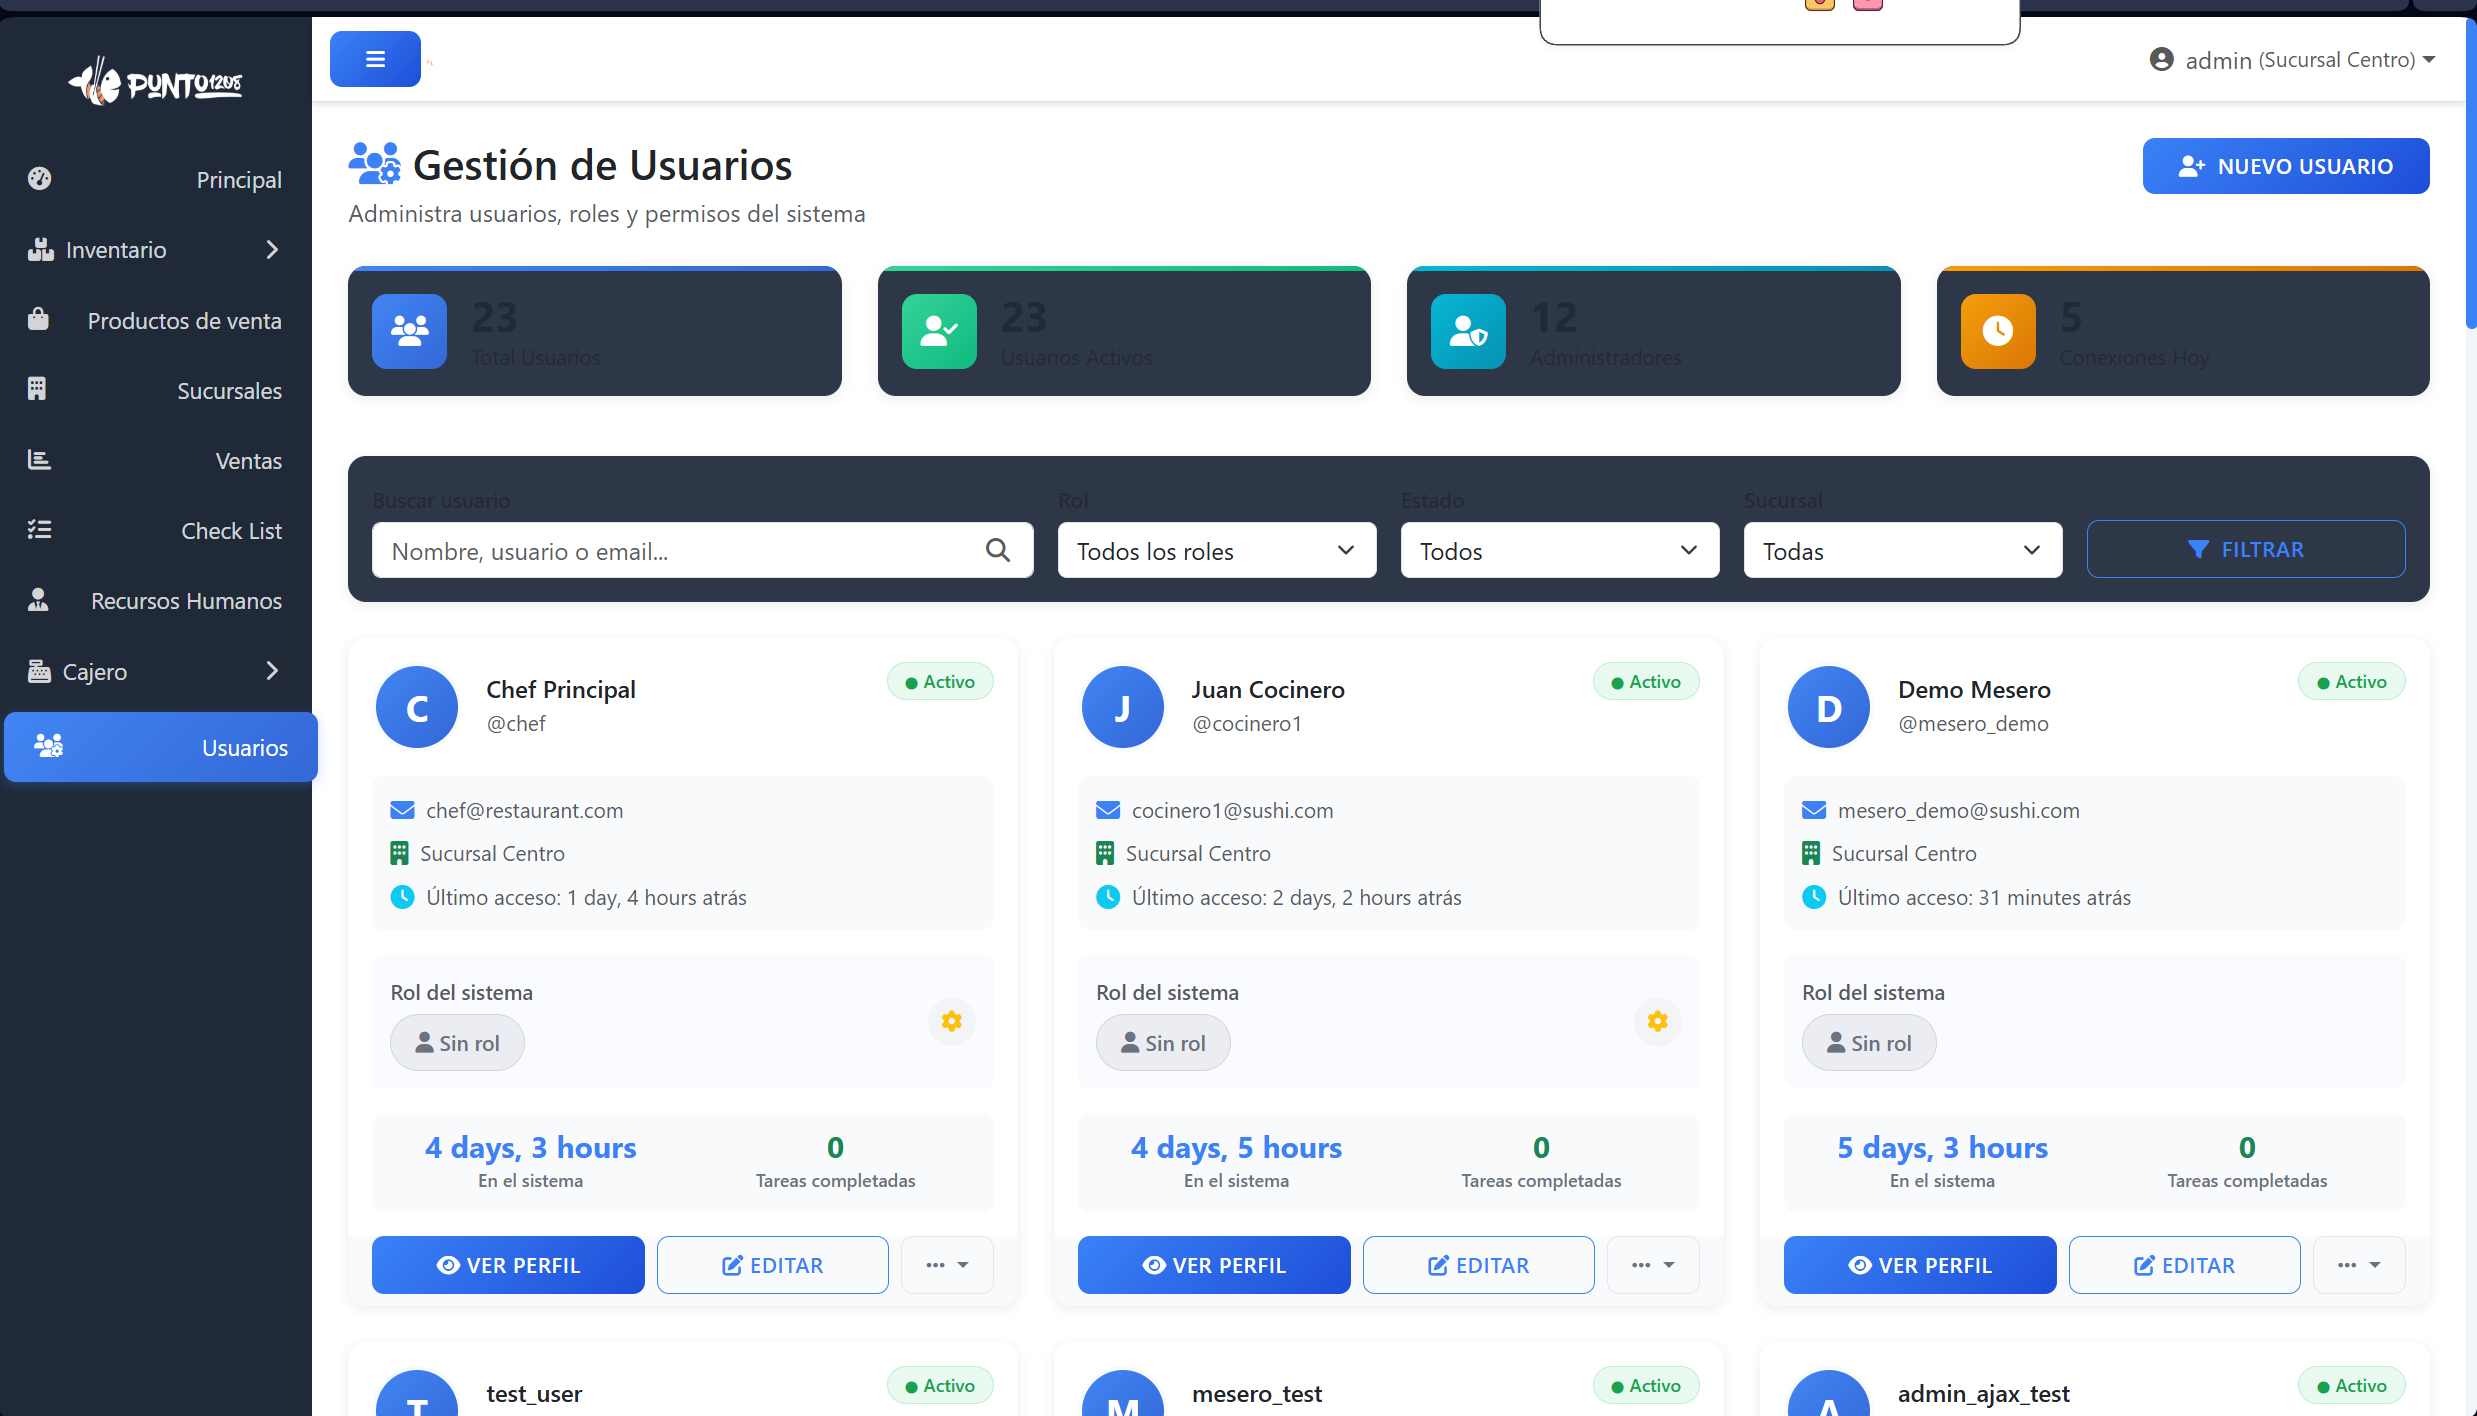 PUNTO1208
admin (Sucursal Centro)
Principal
Inventario
Productos de venta
Sucursales
Ventas
Check List
Recursos Humanos
Cajero
Usuarios
Gestión de Usuarios
Administra usuarios, roles y permisos del sistema
NUEVO USUARIO
23
Total Usuarios
23
Usuarios Activos
12
Administradores
5
Conexiones Hoy
Buscar usuario
Nombre, usuario o email...
Rol
Todos los roles
Estado
Todos
Sucursal
Todas
FILTRAR
C
Chef Principal
@chef
Activo
chef@restaurant.com
Sucursal Centro
Último acceso: 1 day, 4 hours atrás
Rol del sistema
Sin rol
4 days, 3 hours
En el sistema
0
Tareas completadas
VER PERFIL
EDITAR
J
Juan Cocinero
@cocinero1
Activo
cocinero1@sushi.com
Sucursal Centro
Último acceso: 2 days, 2 hours atrás
Rol del sistema
Sin rol
4 days, 5 hours
En el sistema
0
Tareas completadas
VER PERFIL
EDITAR
D
Demo Mesero
@mesero_demo
Activo
mesero_demo@sushi.com
Sucursal Centro
Último acceso: 31 minutes atrás
Rol del sistema
Sin rol
5 days, 3 hours
En el sistema
0
Tareas completadas
VER PERFIL
EDITAR
T
test_user
Activo
M
mesero_test
Activo
A
admin_ajax_test
Activo